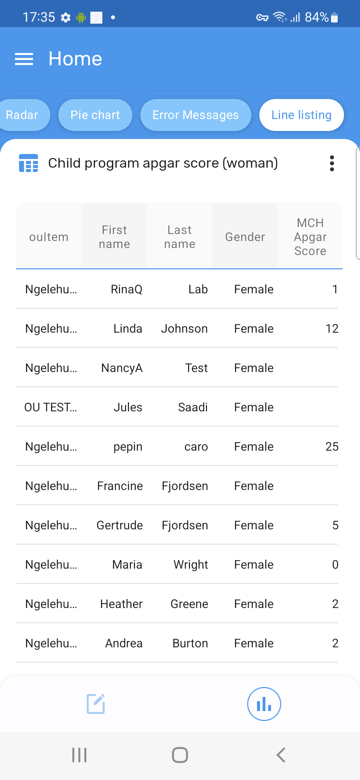 17:35 84%
Home
Radar Pie chart Error Messages Line listing
Child program apgar score (woman)
ouItem First name Last name Gender MCH Apgar Score
Ngelehu... RinaQ Lab Female 1
Ngelehu... Linda Johnson Female 12
Ngelehu... NancyA Test Female
OU TEST... Jules Saadi Female
Ngelehu... pepin caro Female 25
Ngelehu... Francine Fjordsen Female
Ngelehu... Gertrude Fjordsen Female 5
Ngelehu... Maria Wright Female 0
Ngelehu... Heather Greene Female 2
Ngelehu... Andrea Burton Female 2